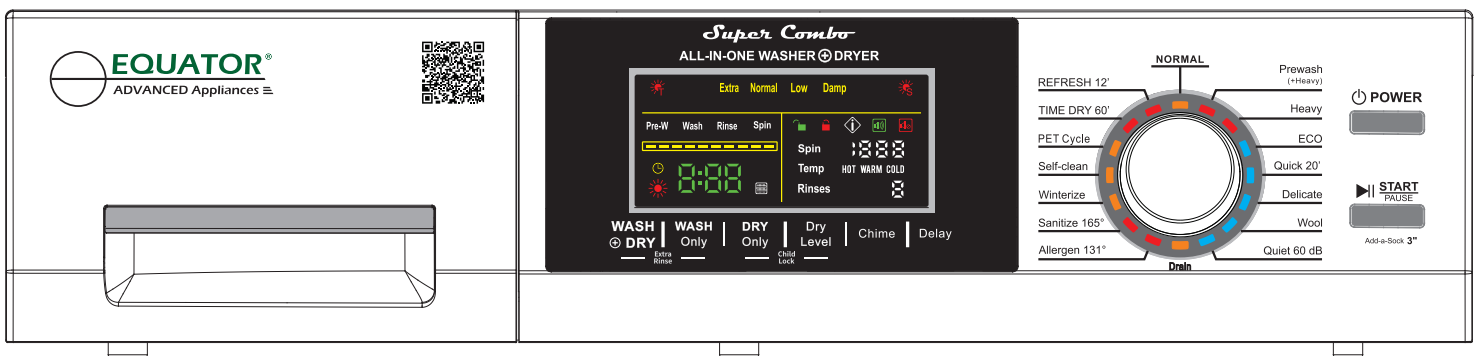 EQUATOR®
ADVANCED Appliances
Super Combo
ALL-IN-ONE WASHER DRYER
Extra Normal Low Damp
Pre-W Wash Rinse Spin
Spin 1888
Temp HOT WARM COLD
Rinses 8
8:88
WASH DRY
WASH Only
DRY Only
Dry Level
Chime
Delay
Extra Rinse
Child Lock
NORMAL
REFRESH 12'
TIME DRY 60'
PET Cycle
Self-clean
Winterize
Sanitize 165°
Allergen 131°
Drain
Prewash
(+Heavy)
Heavy
ECO
Quick 20'
Delicate
Wool
Quiet 60 dB
POWER
START
PAUSE
Add-a-Sock 3"